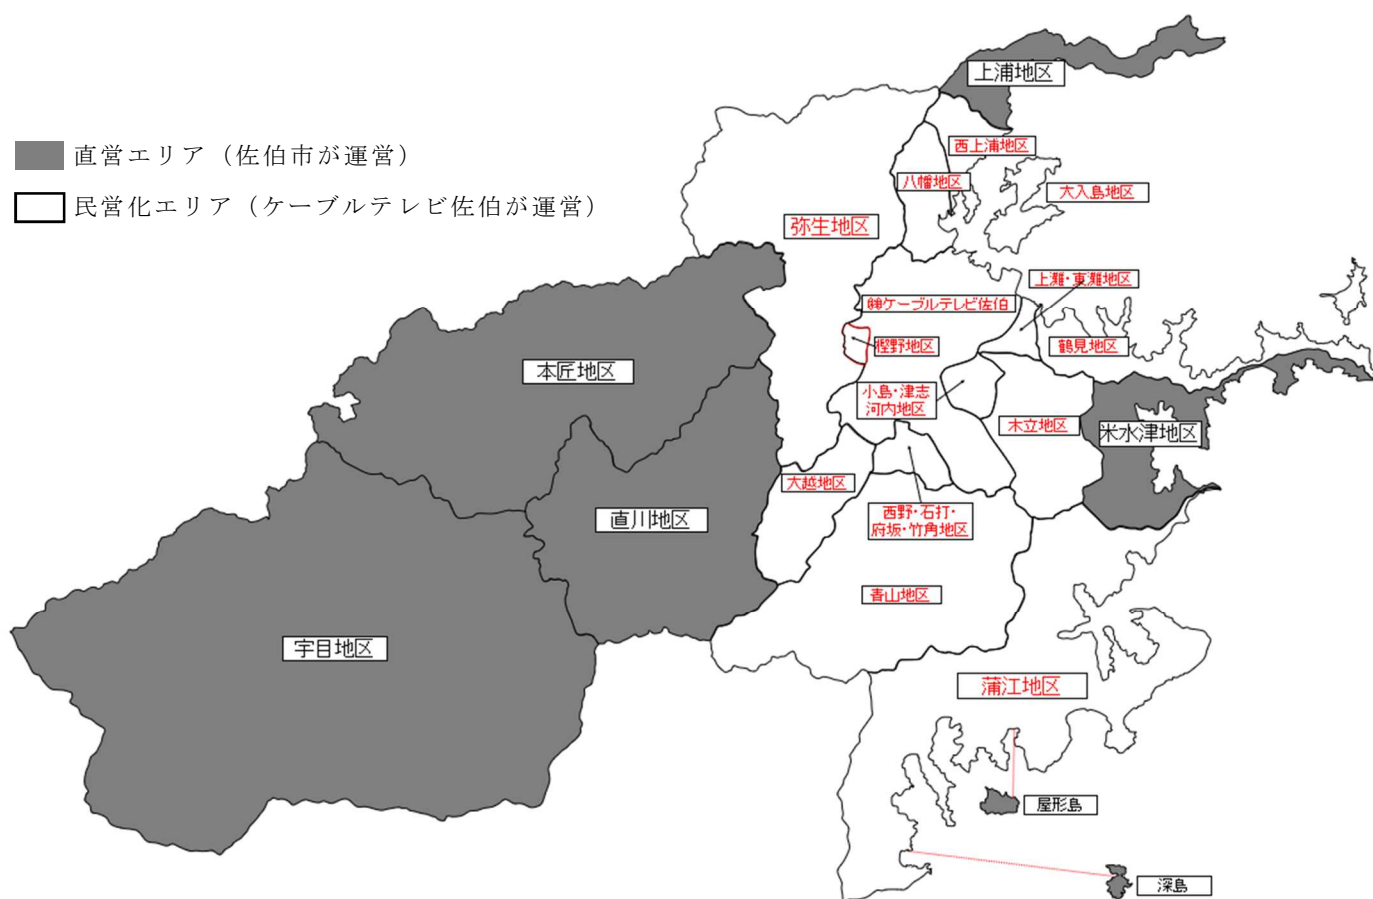 上浦地区
直営エリア（佐伯市が運営）
西上浦地区
八幡地区
大入島地区
民営化エリア（ケーブルテレビ佐伯が運営）
弥生地区
上灘・東灘地区
㈱ケーブルテレビ佐伯
樫野地区
鶴見地区
本匠地区
小島・津志
河内地区
木立地区
米水津地区
大越地区
直川地区
西野・石打・
府坂・竹角地区
青山地区
宇目地区
蒲江地区
屋形島
深島